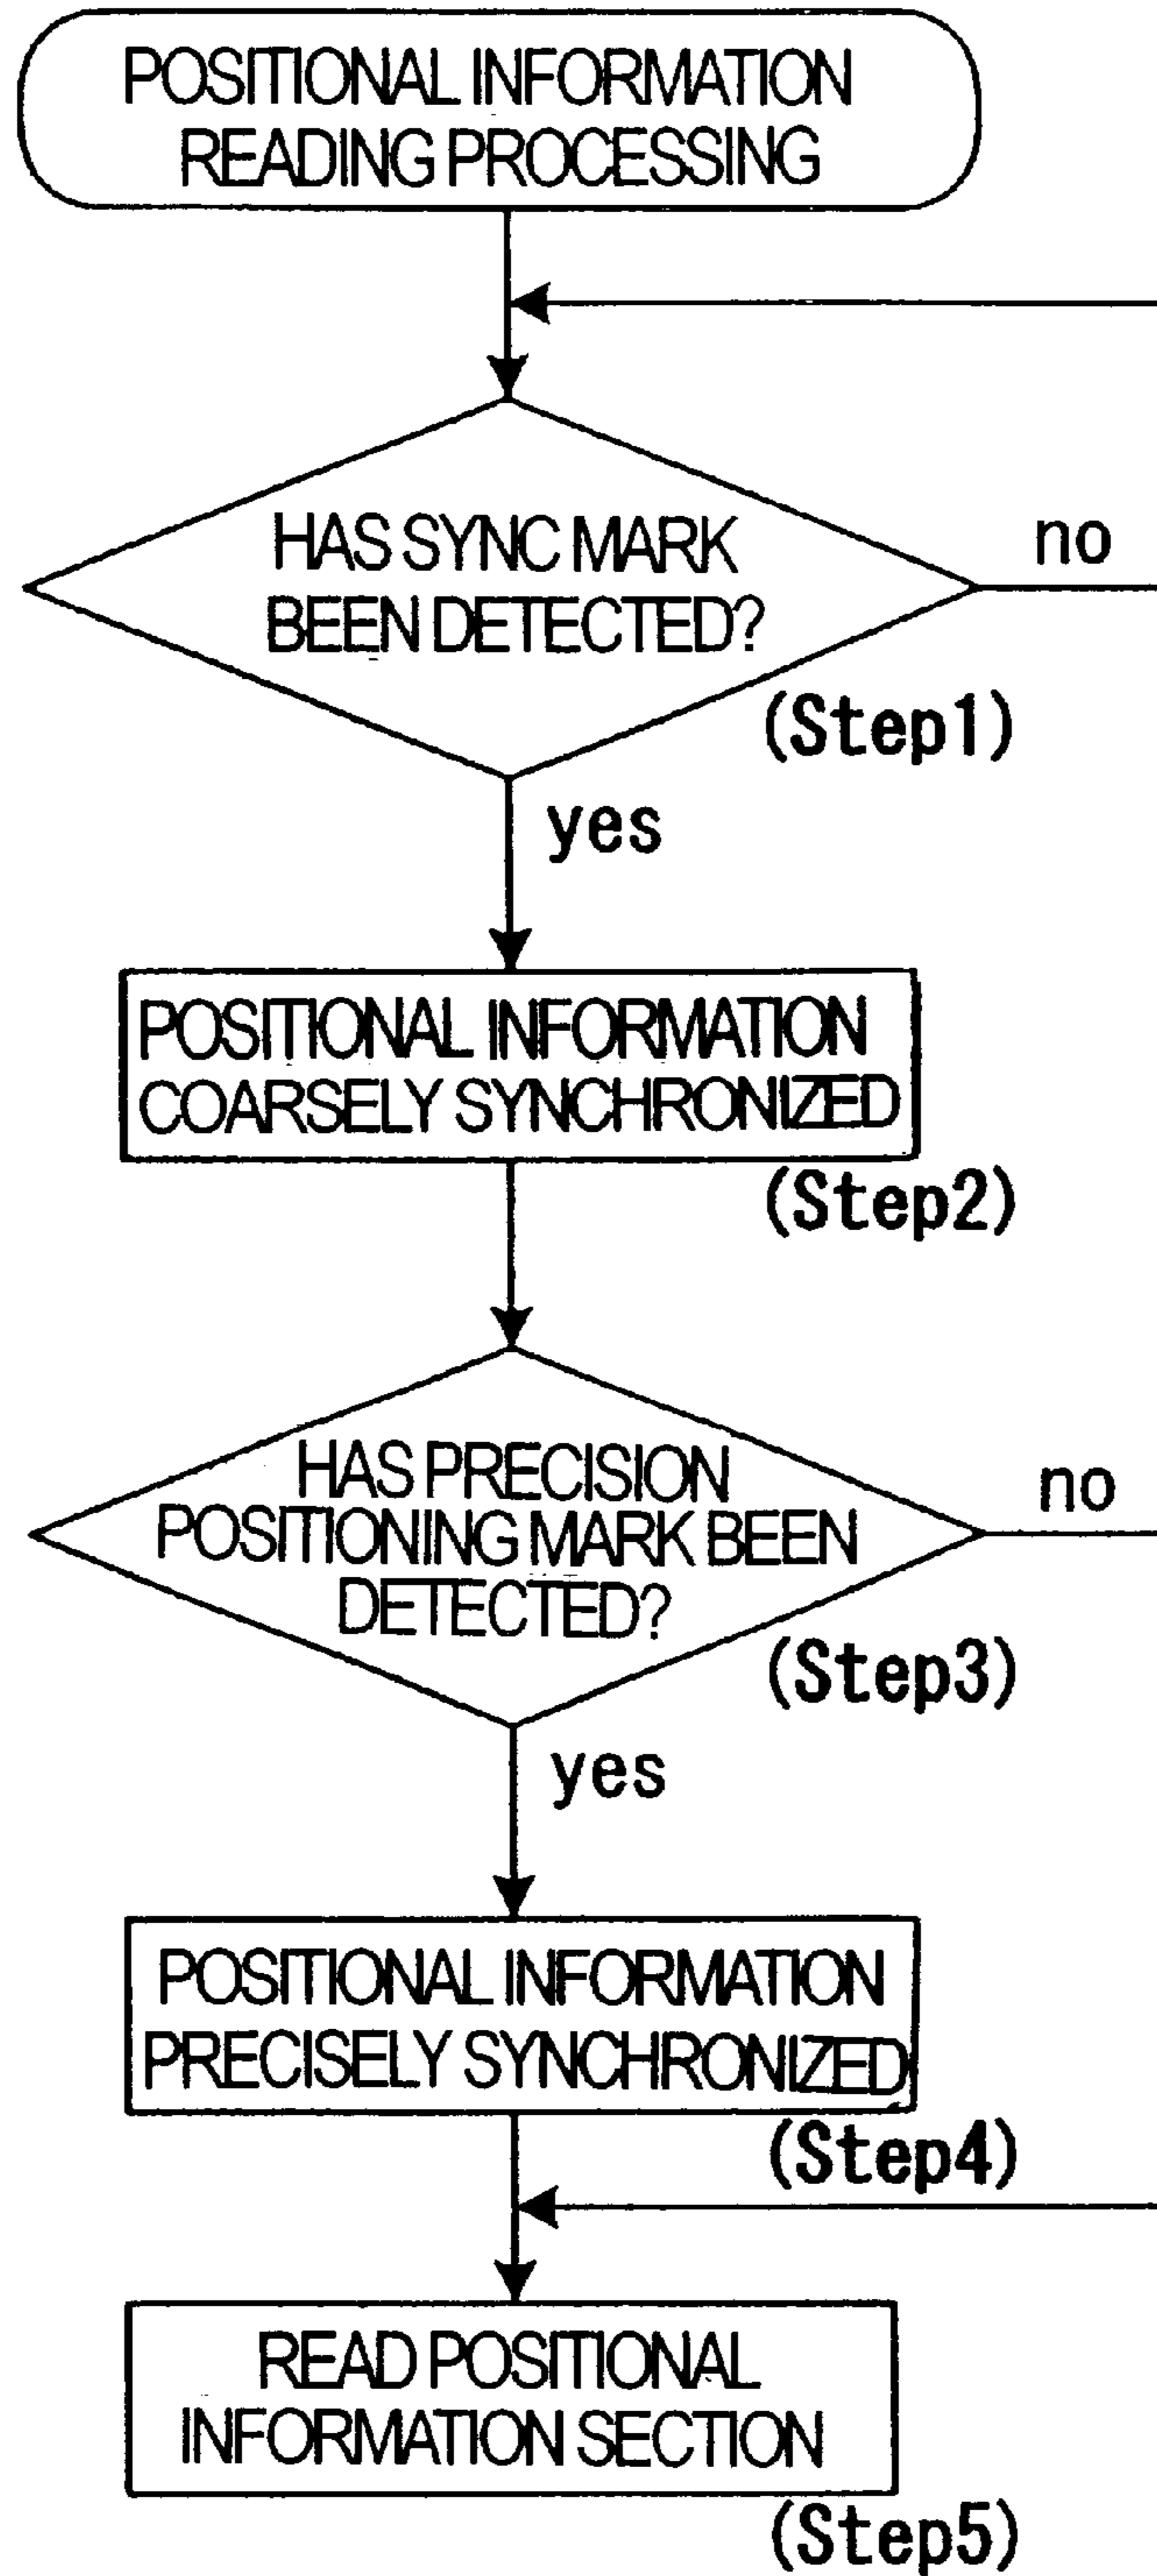 POSITIONAL INFORMATION
READING PROCESSING
HAS SYNC MARK
BEEN DETECTED?
no
(Step1)
yes
POSITIONAL INFORMATION
COARSELY SYNCHRONIZED
(Step2)
HAS PRECISION
POSITIONING MARK BEEN
DETECTED?
no
(Step3)
yes
POSITIONAL INFORMATION
PRECISELY SYNCHRONIZED
(Step4)
READ POSITIONAL
INFORMATION SECTION
(Step5)